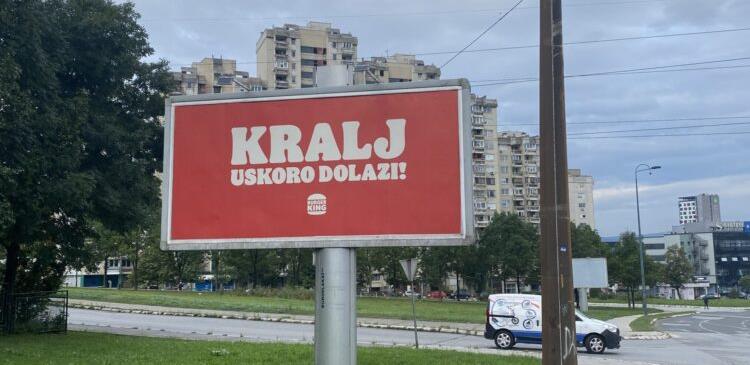 KRALJ
USKORO DOLAZI!
BURGER
KING